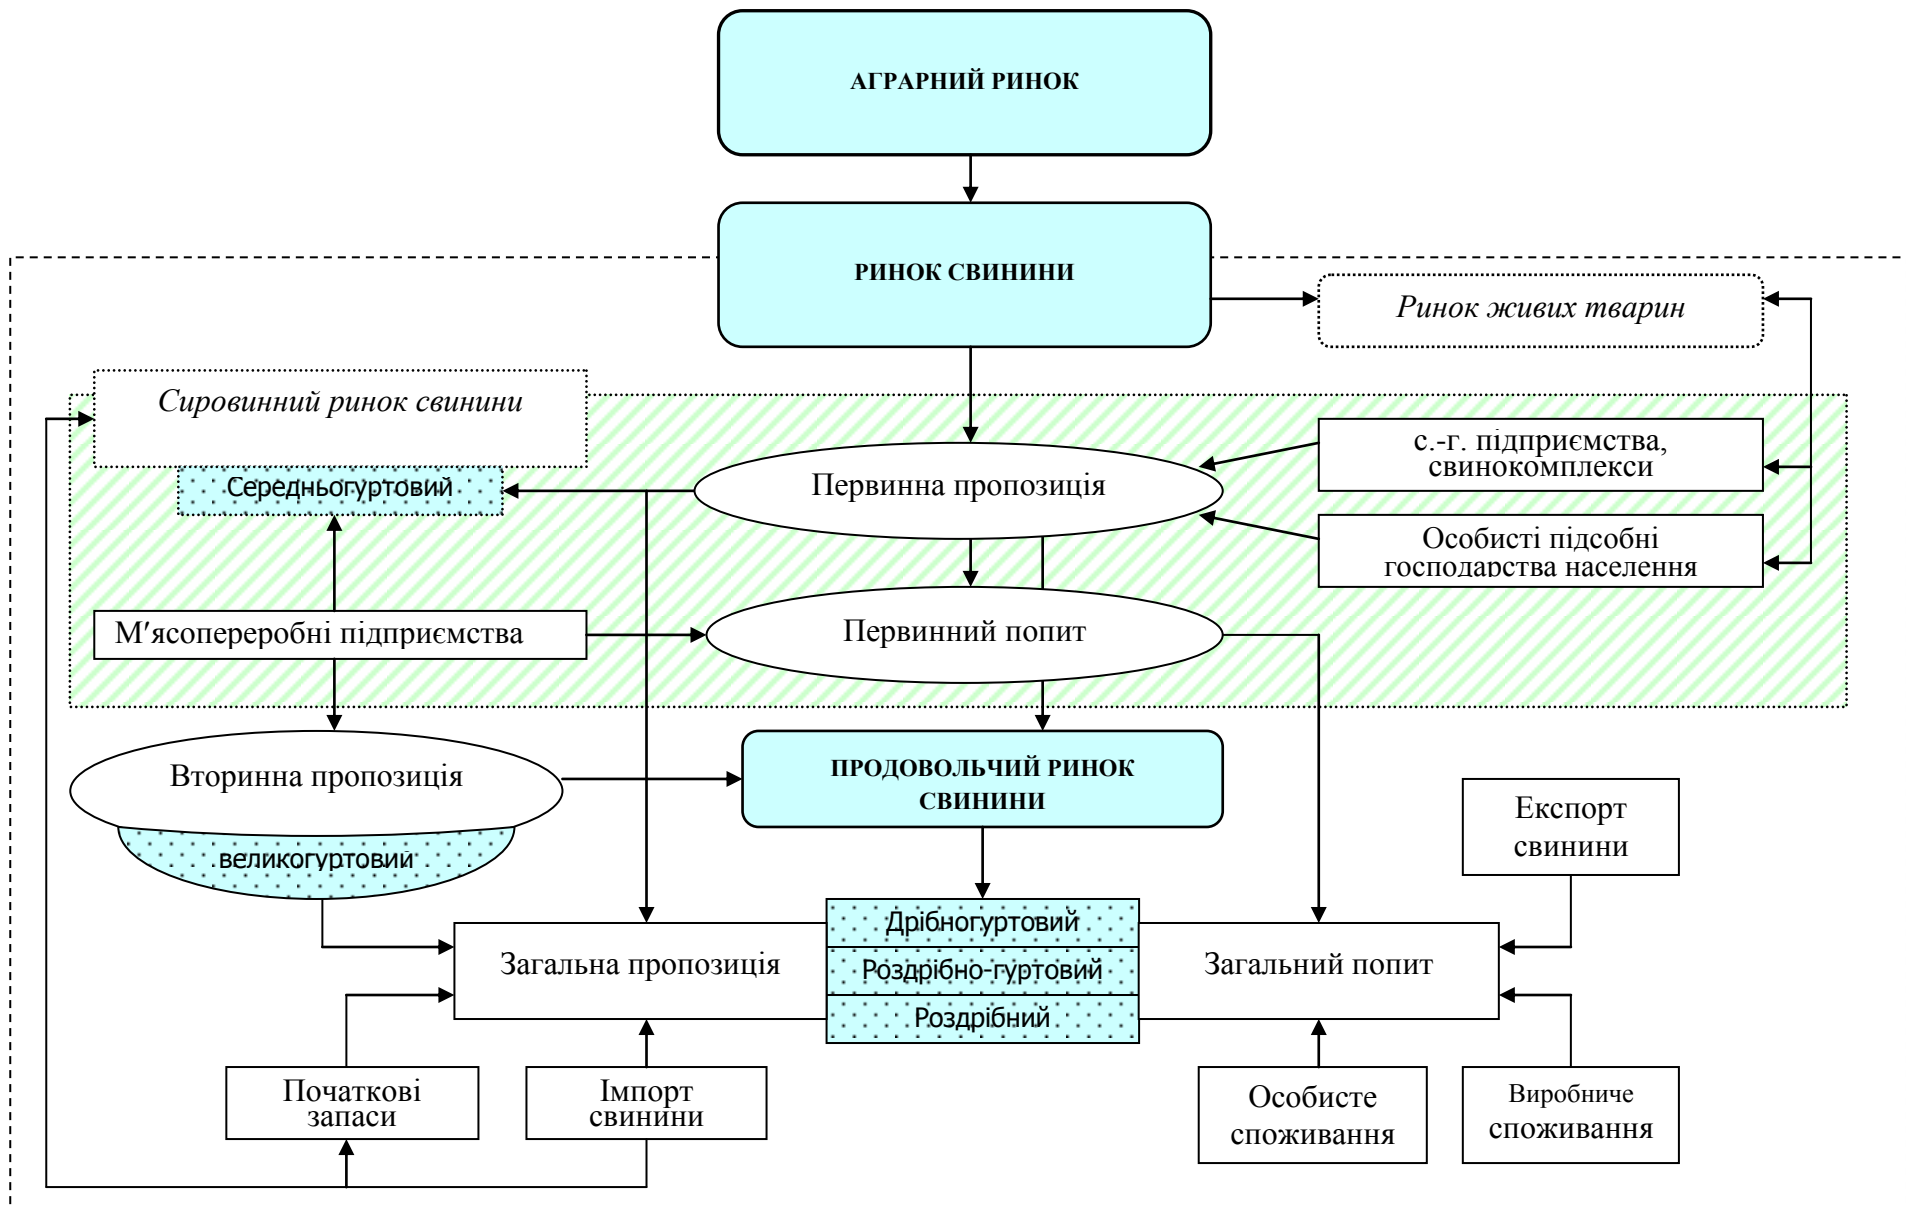 АГРАРНИЙ РИНОК
РИНОК СВИНИНИ
Ринок живих тварин
Сировинний ринок свинини
Середньогуртовий
Первинна пропозиція
с.-г. підприємства,
свинокомплекси
Особисті підсобні
господарства населення
М'ясопереробні підприємства
Первинний попит
Вторинна пропозиція
великогуртовий
ПРОДОВОЛЬЧИЙ РИНОК
СВИНИНИ
Експорт
свинини
Загальна пропозиція
Дрібногуртовий
Роздрібно-гуртовий
Роздрібний
Загальний попит
Початкові
запаси
Імпорт
свинини
Особисте
споживання
Виробниче
споживання